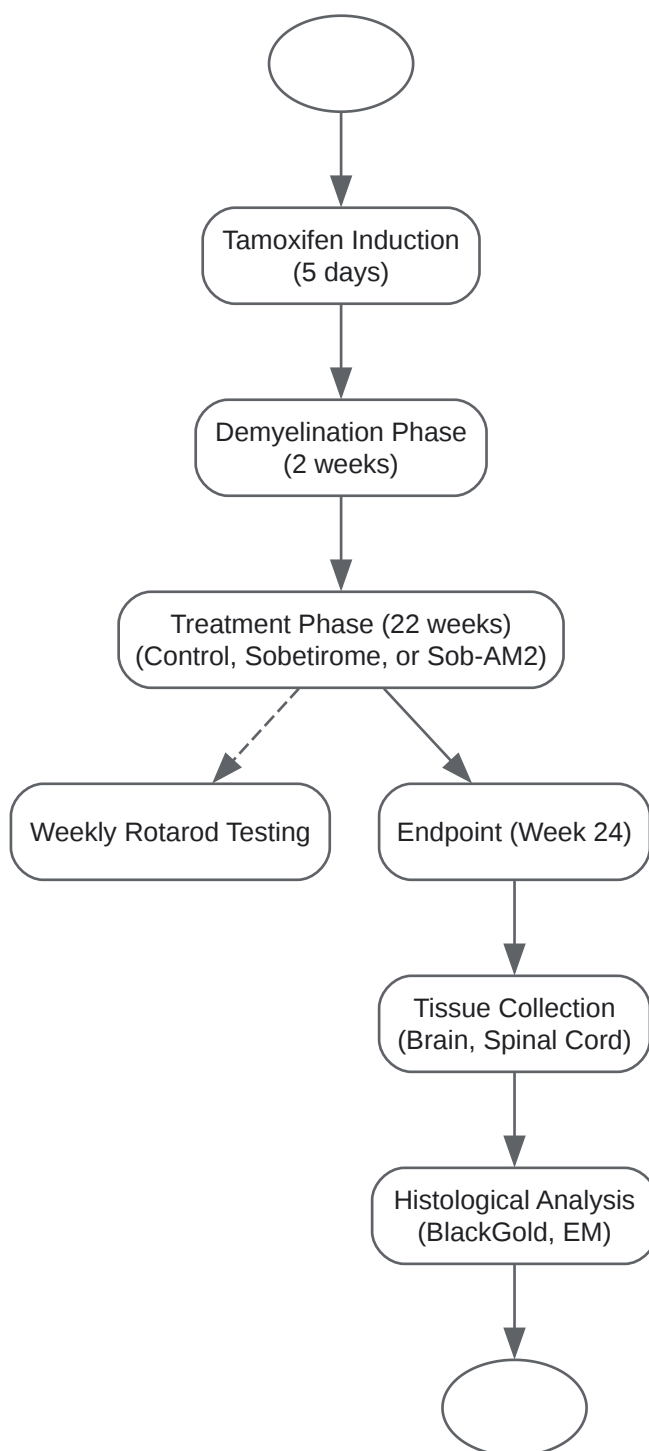 Tamoxifen Induction
(5 days)
Demyelination Phase
(2 weeks)
Treatment Phase (22 weeks)
(Control, Sobetirome, or Sob-AM2)
Weekly Rotarod Testing
Endpoint (Week 24)
Tissue Collection
(Brain, Spinal Cord)
Histological Analysis
(BlackGold, EM)